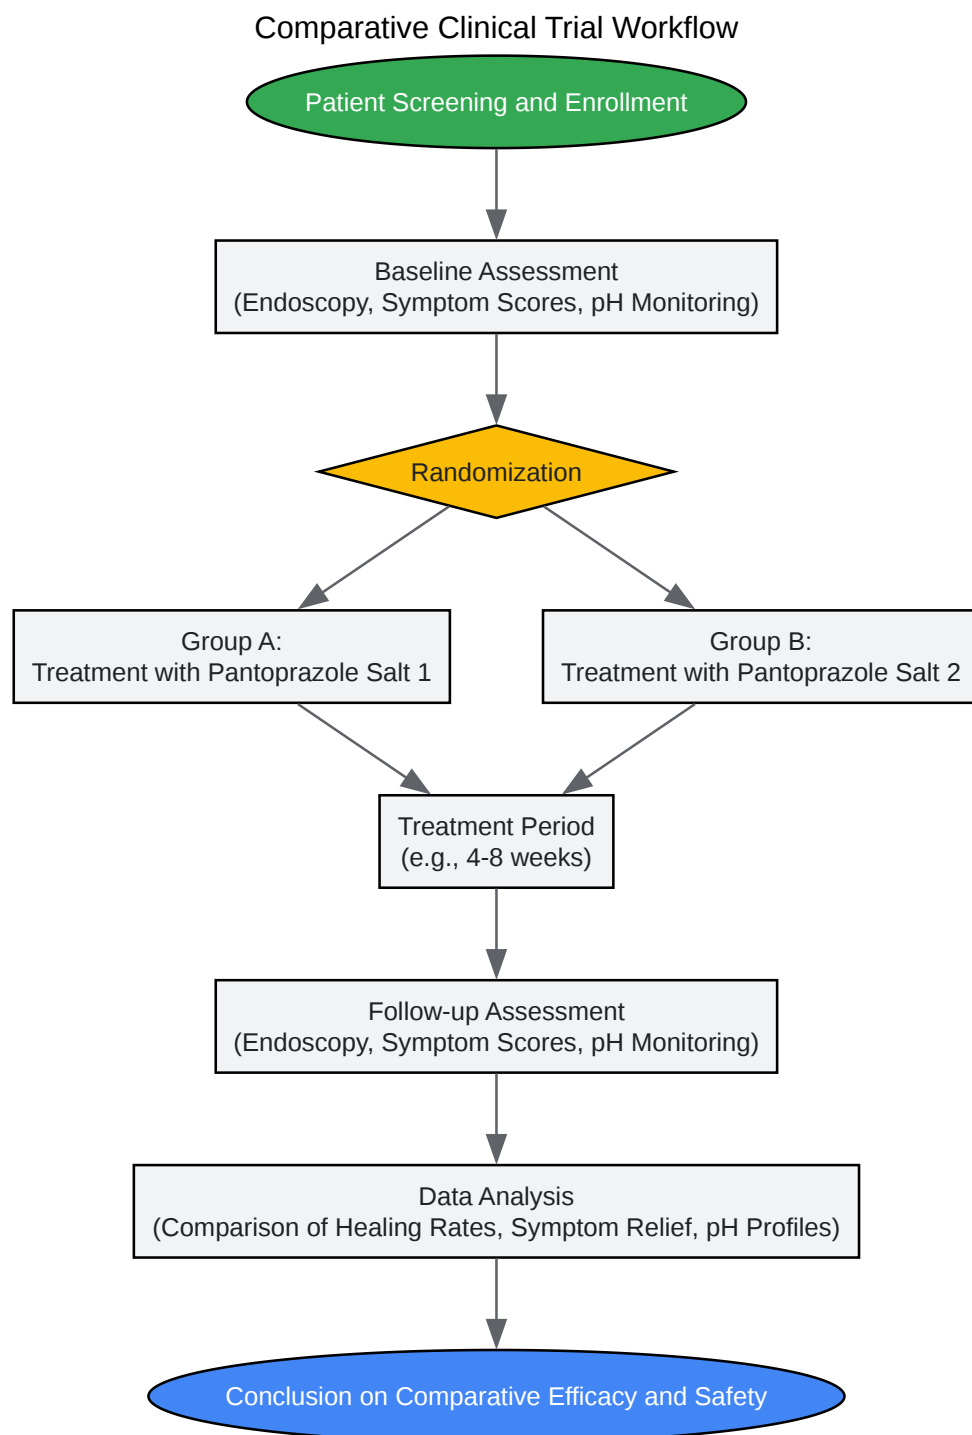 Comparative Clinical Trial Workflow
Patient Screening and Enrollment
Baseline Assessment
(Endoscopy, Symptom Scores, pH Monitoring)
Randomization
Group A:
Treatment with Pantoprazole Salt 1
Group B:
Treatment with Pantoprazole Salt 2
Treatment Period
(e.g., 4-8 weeks)
Follow-up Assessment
(Endoscopy, Symptom Scores, pH Monitoring)
Data Analysis
(Comparison of Healing Rates, Symptom Relief, pH Profiles)
Conclusion on Comparative Efficacy and Safety